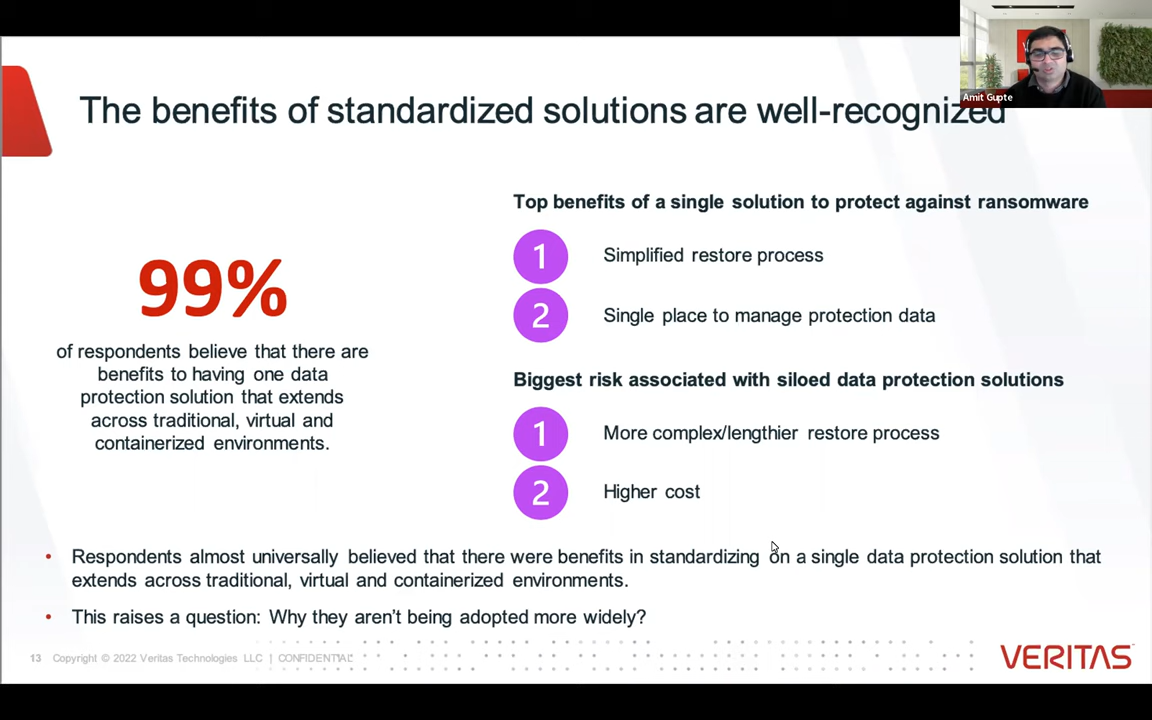 Amit Gupte
The benefits of standardized solutions are well-recognized
99%
of respondents believe that there are
benefits to having one data
protection solution that extends
across traditional, virtual and
containerized environments.
Top benefits of a single solution to protect against ransomware
1 Simplified restore process
2 Single place to manage protection data
Biggest risk associated with siloed data protection solutions
1 More complex/lengthier restore process
2 Higher cost
• Respondents almost universally believed that there were benefits in standardizing on a single data protection solution that
extends across traditional, virtual and containerized environments.
• This raises a question: Why they aren't being adopted more widely?
13 Copyright © 2022 Veritas Technologies LLC | CONFIDENTIAL
VERITAS